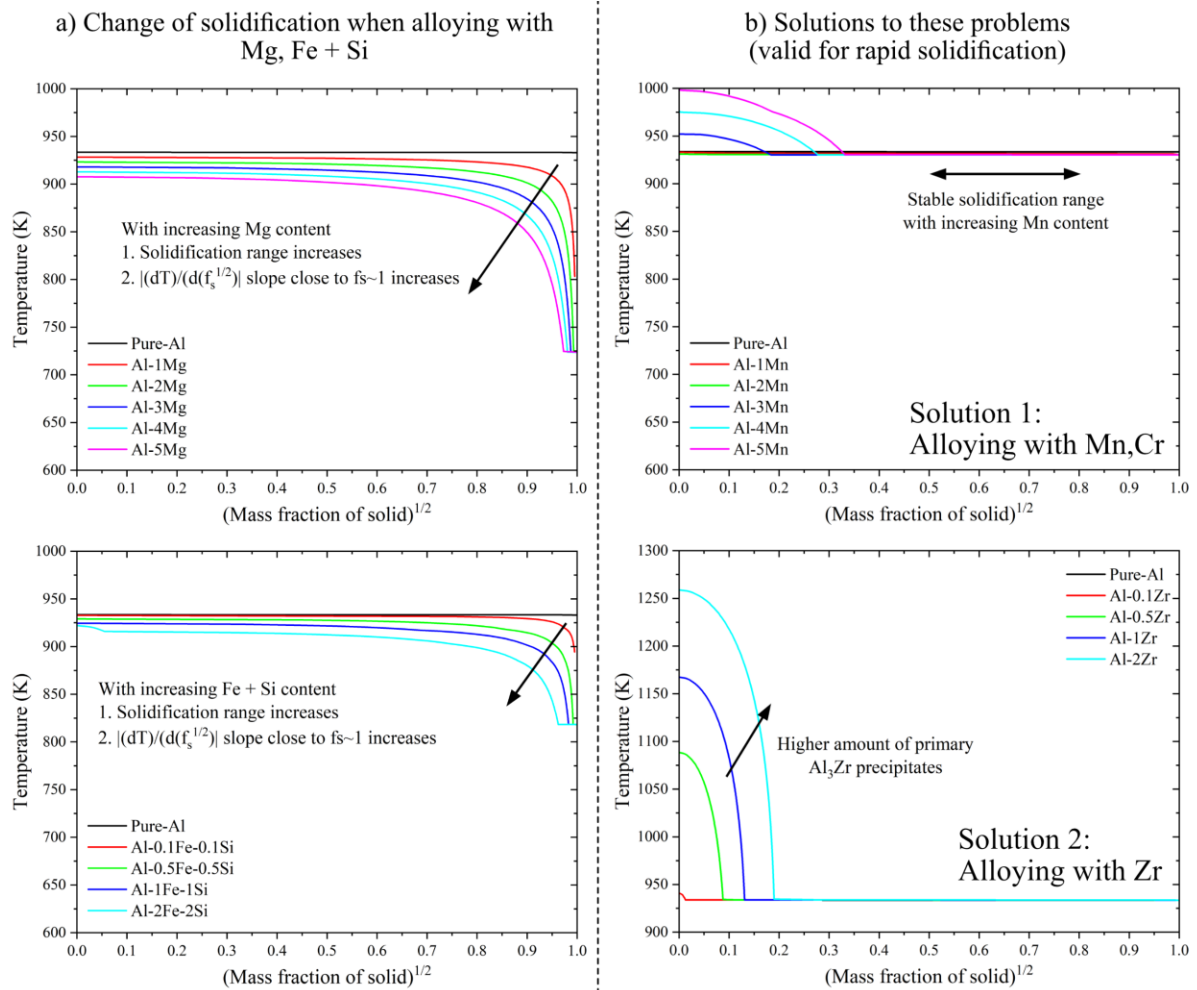 a) Change of solidification when alloying with
Mg, Fe + Si
b) Solutions to these problems
(valid for rapid solidification)
1000
950
900
850
800
750
700
650
600
Temperature (K)
With increasing Mg content
1. Solidification range increases
2. |(dT)/(d(fs^1/2)| slope close to fs~1 increases
Pure-Al
Al-1Mg
Al-2Mg
Al-3Mg
Al-4Mg
Al-5Mg
0.0 0.1 0.2 0.3 0.4 0.5 0.6 0.7 0.8 0.9 1.0
(Mass fraction of solid)^1/2
1000
950
900
850
800
750
700
650
600
Temperature (K)
Stable solidification range
with increasing Mn content
Pure-Al
Al-1Mn
Al-2Mn
Al-3Mn
Al-4Mn
Al-5Mn
Solution 1:
Alloying with Mn,Cr
0.0 0.1 0.2 0.3 0.4 0.5 0.6 0.7 0.8 0.9 1.0
(Mass fraction of solid)^1/2
1000
950
900
850
800
750
700
650
600
Temperature (K)
With increasing Fe + Si content
1. Solidification range increases
2. |(dT)/(d(fs^1/2)| slope close to fs~1 increases
Pure-Al
Al-0.1Fe-0.1Si
Al-0.5Fe-0.5Si
Al-1Fe-1Si
Al-2Fe-2Si
0.0 0.1 0.2 0.3 0.4 0.5 0.6 0.7 0.8 0.9 1.0
(Mass fraction of solid)^1/2
1300
1250
1200
1150
1100
1050
1000
950
900
Temperature (K)
Pure-Al
Al-0.1Zr
Al-0.5Zr
Al-1Zr
Al-2Zr
Higher amount of primary
Al3Zr precipitates
Solution 2:
Alloying with Zr
0.0 0.1 0.2 0.3 0.4 0.5 0.6 0.7 0.8 0.9 1.0
(Mass fraction of solid)^1/2